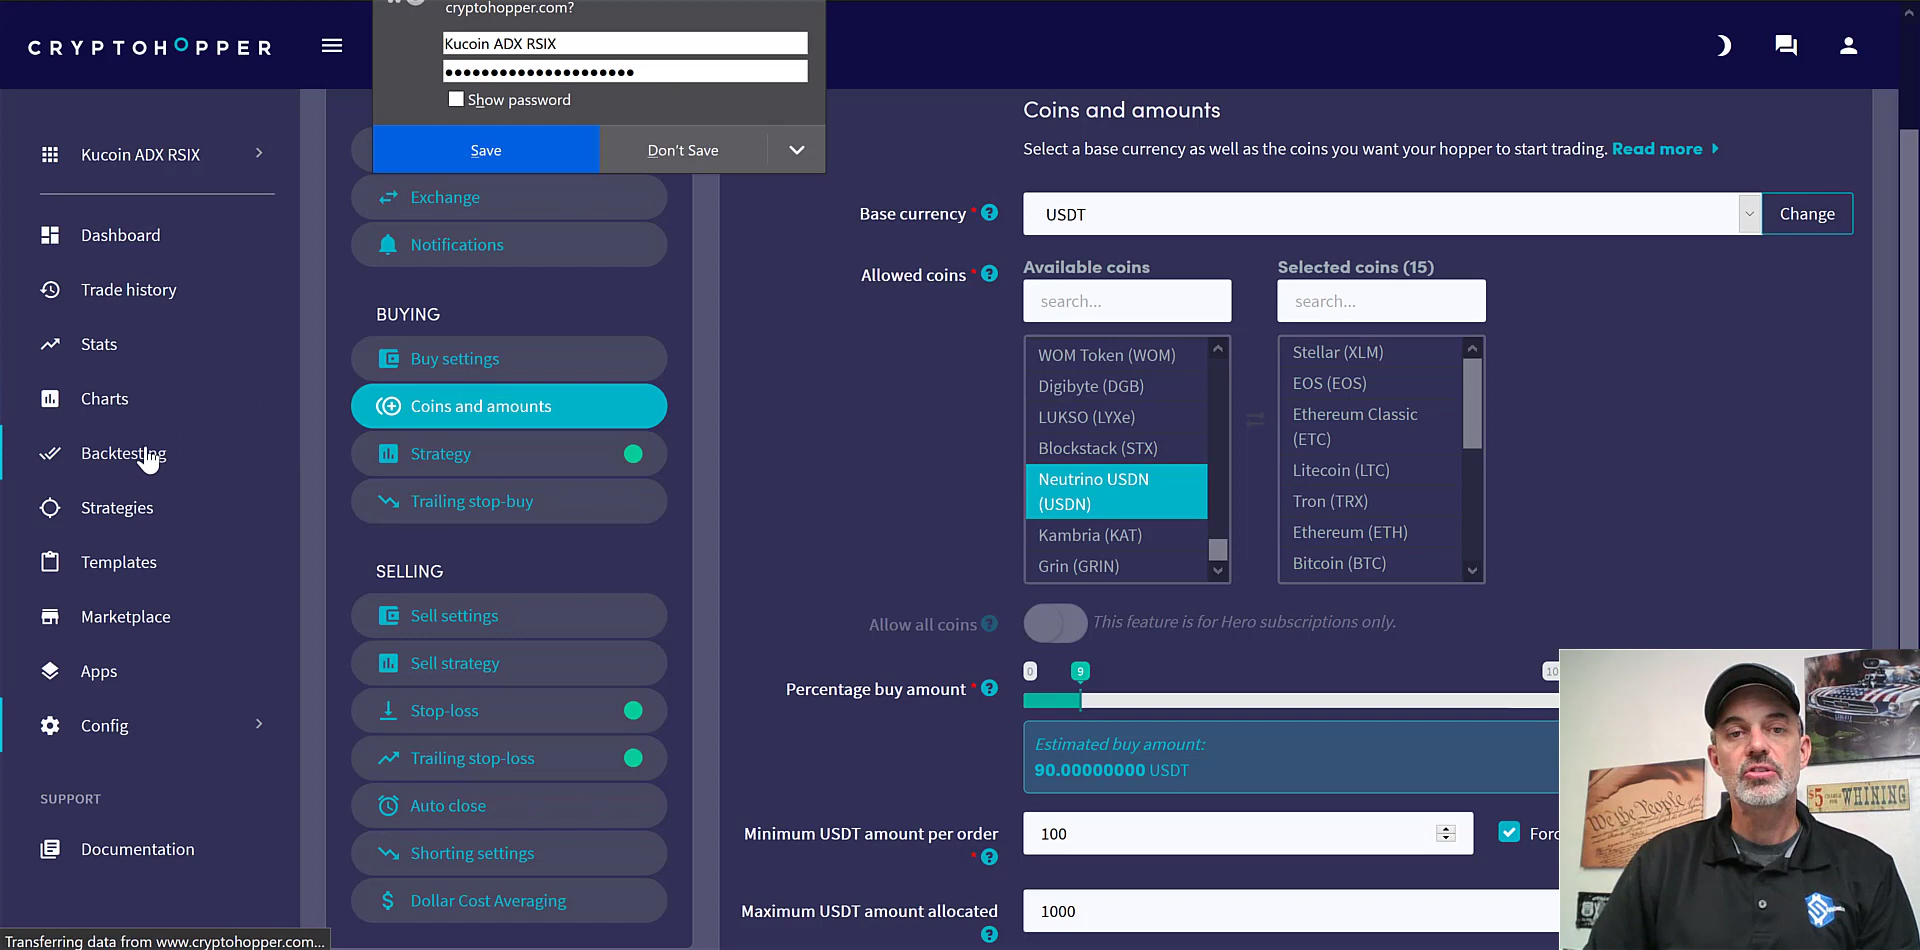 cryptohopper.com?
Kucoin ADX RSIX
Show password
Save
Don't Save
CRYPTOHOPPER
Kucoin ADX RSIX
Dashboard
Trade history
Stats
Charts
Backtesting
Strategies
Templates
Marketplace
Apps
Config
SUPPORT
Documentation
Exchange
Notifications
BUYING
Buy settings
Coins and amounts
Strategy
Trailing stop-buy
SELLING
Sell settings
Sell strategy
Stop-loss
Trailing stop-loss
Auto close
Shorting settings
Dollar Cost Averaging
Coins and amounts
Select a base currency as well as the coins you want your hopper to start trading. Read more
Base currency *
USDT
Change
Allowed coins *
Available coins
Selected coins (15)
search...
search...
WOM Token (WOM)
Digibyte (DGB)
LUKSO (LYXe)
Blockstack (STX)
Neutrino USDN
(USDN)
Kambria (KAT)
Grin (GRIN)
Stellar (XLM)
EOS (EOS)
Ethereum Classic
(ETC)
Litecoin (LTC)
Tron (TRX)
Ethereum (ETH)
Bitcoin (BTC)
Allow all coins
This feature is for Hero subscriptions only.
Percentage buy amount *
0
9
10
Estimated buy amount:
90.00000000 USDT
Minimum USDT amount per order
*
100
Forc
Maximum USDT amount allocated
1000
We the People
$5
WHINING
Transferring data from www.cryptohopper.com...